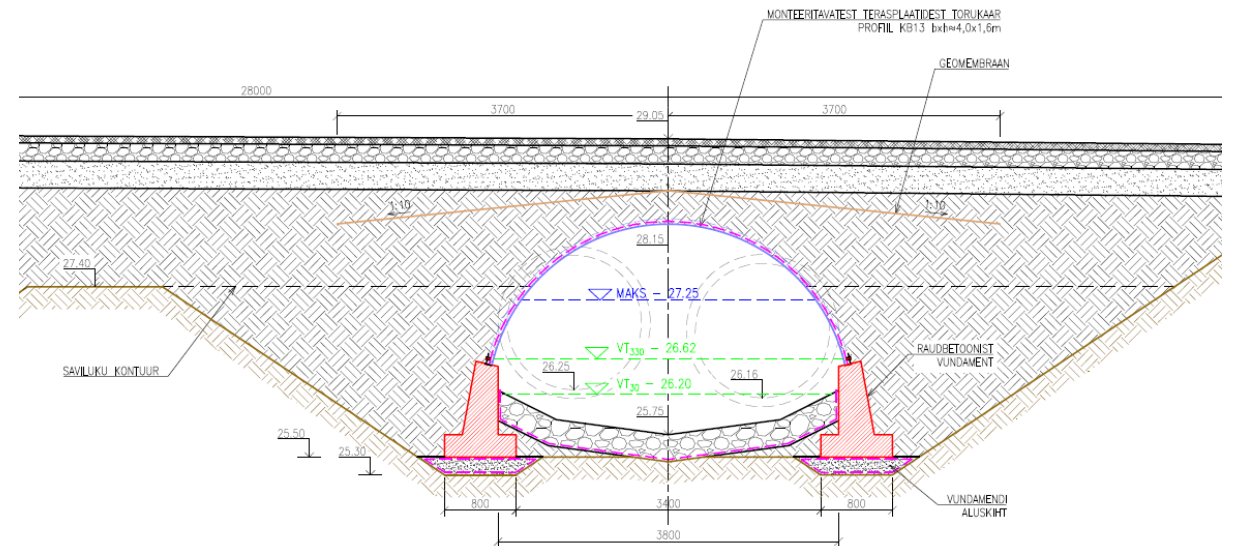 MONTEERITAVATEST TERASPLAATIDEST TORUKAAR
PROFIIL KB13 bxh≈4,0x1,6m
GEOMEMBRAAN
28000
3700
29.05
3700
1:10
1:10
28.15
27.40
MAKS - 27.25
VT330 - 26.62
RAUDBETOONIST
VUNDAMENT
SAVILUKU KONTUUR
26.25
VT30 - 26.20
26.16
25.75
25.50
25.30
800
3400
800
VUNDAMENDI
ALUSKIHT
3800